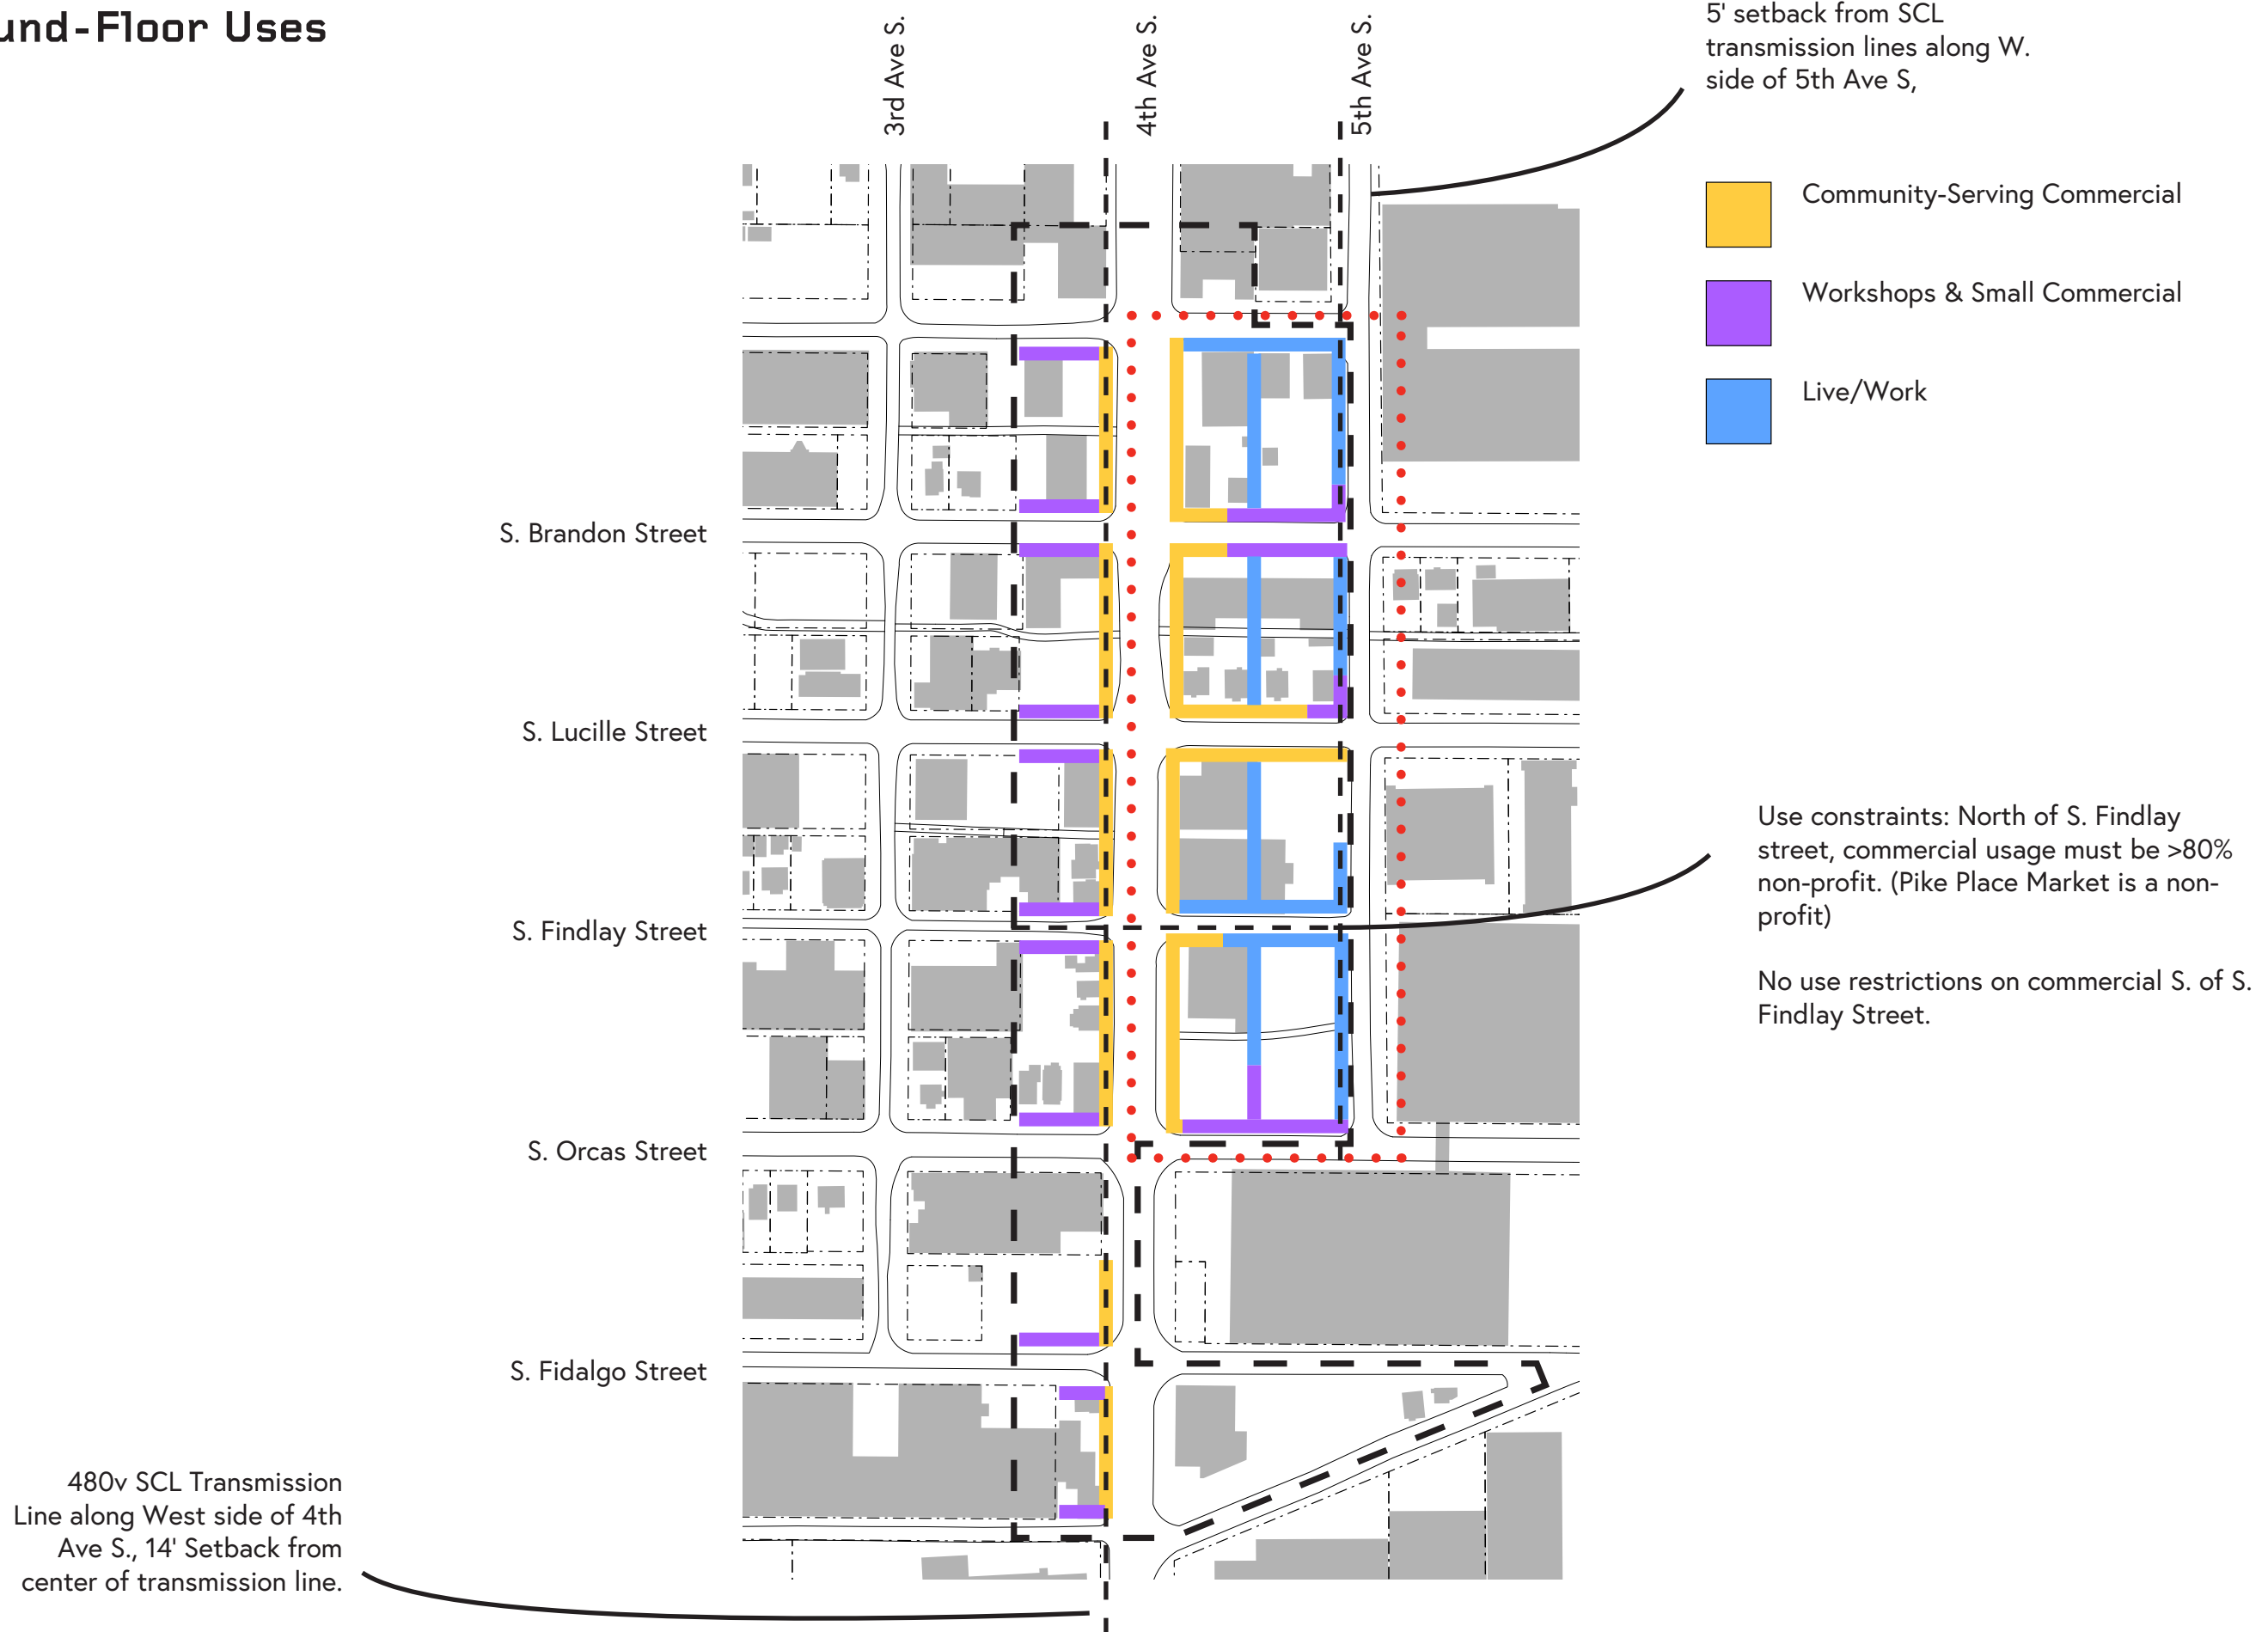 und-Floor Uses
3rd Ave S.
4th Ave S.
5th Ave S.
5' setback from SCL
transmission lines along W.
side of 5th Ave S,
Community-Serving Commercial
Workshops & Small Commercial
Live/Work
S. Brandon Street
S. Lucille Street
S. Findlay Street
S. Orcas Street
S. Fidalgo Street
Use constraints: North of S. Findlay
street, commercial usage must be >80%
non-profit. (Pike Place Market is a non-
profit)
No use restrictions on commercial S. of S.
Findlay Street.
480v SCL Transmission
Line along West side of 4th
Ave S., 14' Setback from
center of transmission line.